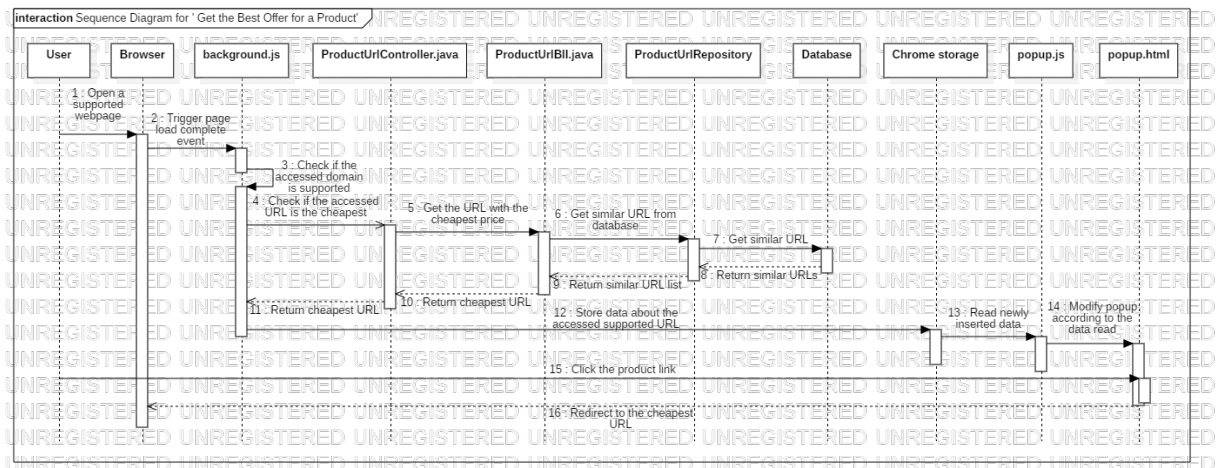 interaction Sequence Diagram for ' Get the Best Offer for a Product'
User
Browser
background.js
ProductUrlController.java
ProductUrlBll.java
ProductUrlRepository
Database
Chrome storage
popup.js
popup.html
1 : Open a
supported
webpage
2 : Trigger page
load complete
event
3 : Check if the
accessed domain
is supported
4 : Check if the accessed
URL is the cheapest
5 : Get the URL with the
cheapest price
6 : Get similar URL from
database
7 : Get similar URL
8 : Return similar URLs
9 : Return similar URL list
10 : Return cheapest URL
11 : Return cheapest URL
12 : Store data about the
accessed supported URL
13 : Read newly
inserted data
14 : Modify popup
according to the
data read
15 : Click the product link
16 : Redirect to the cheapest
URL
UNREGISTERED